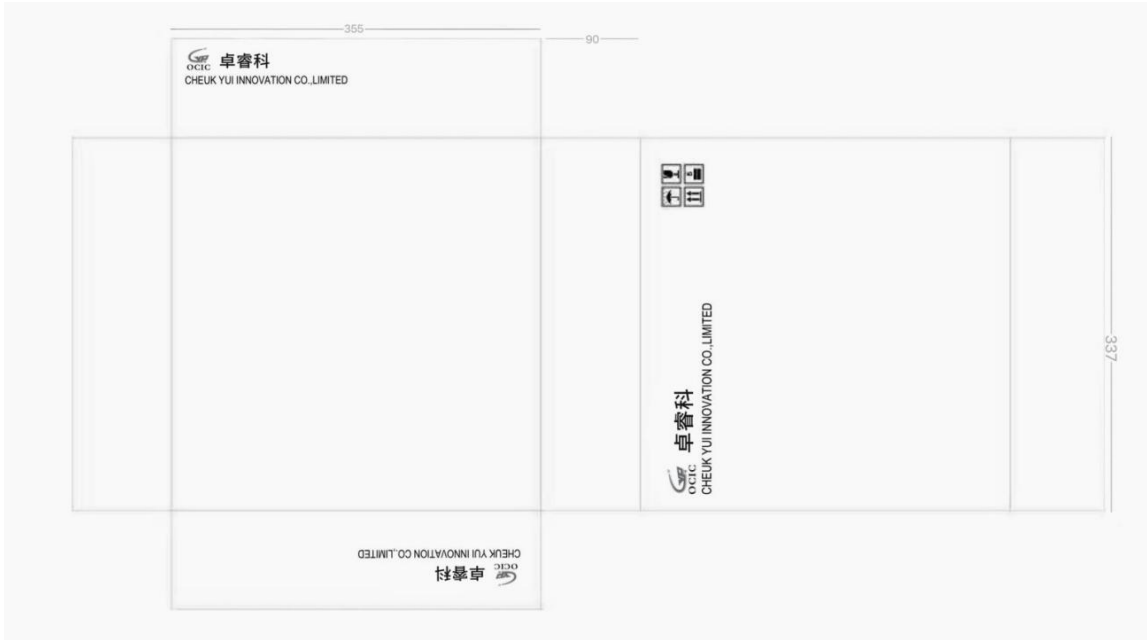 355
90
卓睿科
OCIC
CHEUK YUI INNOVATION CO.,LIMITED
337
6
卓睿科
OCIC
CHEUK YUI INNOVATION CO.,LIMITED
CHEUK YUI INNOVATION CO.,LIMITED
OCIC
卓睿科